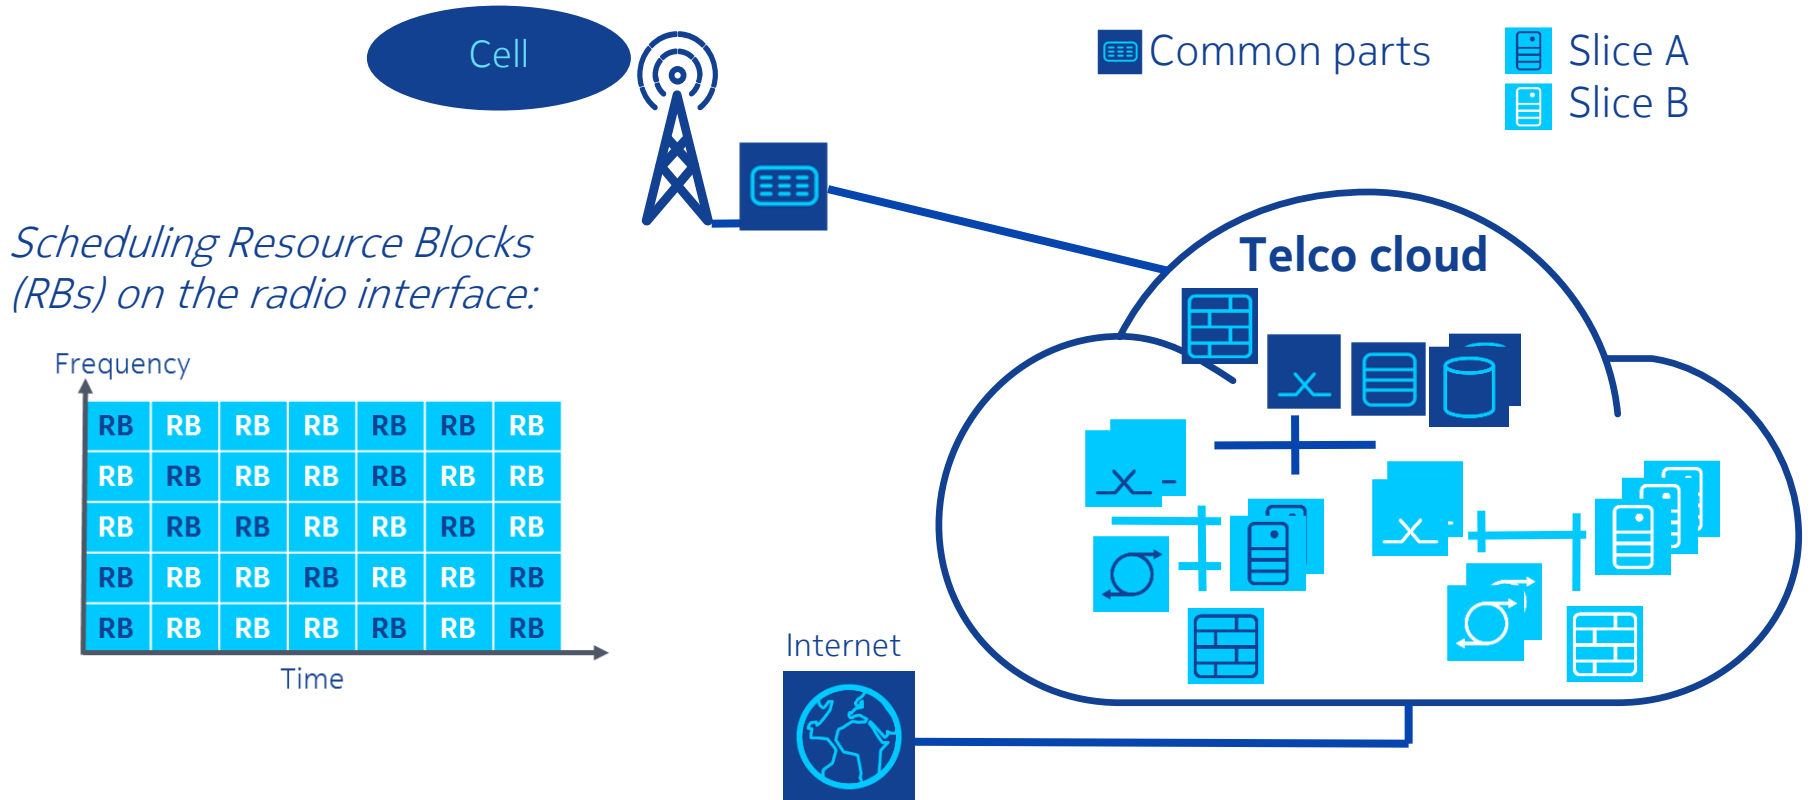 Cell
Common parts
Slice A
Slice B
Scheduling Resource Blocks
(RBs) on the radio interface:
Telco cloud
Frequency
RB RB RB RB RB RB RB
RB RB RB RB RB RB RB
RB RB RB RB RB RB RB
RB RB RB RB RB RB RB
RB RB RB RB RB RB RB
Time
Internet